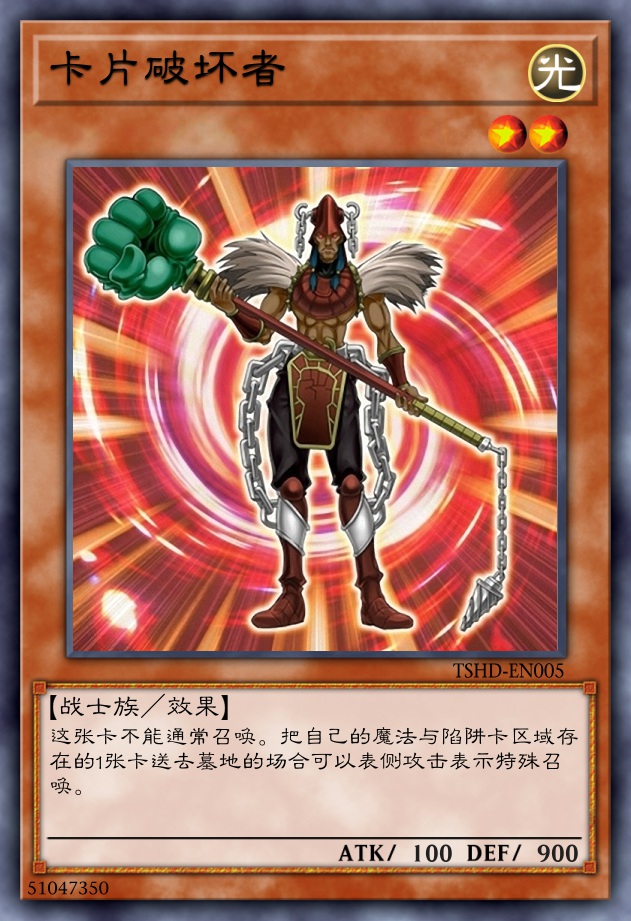 卡片破坏者
光
TSHD-EN005
【战士族／效果】
这张卡不能通常召唤。把自己的魔法与陷阱卡区域存
在的1张卡送去墓地的场合可以表侧攻击表示特殊召
唤。
ATK/ 100 DEF/ 900
51047350